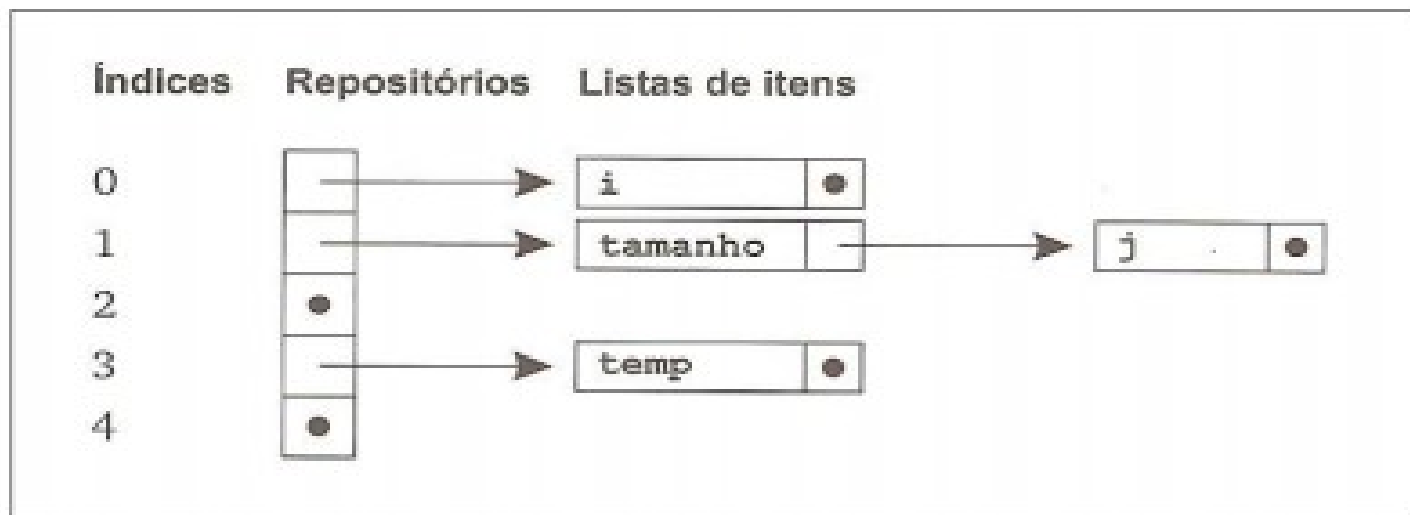 Índices Repositórios Listas de itens
0 i
1 tamanho j
2
3 temp
4